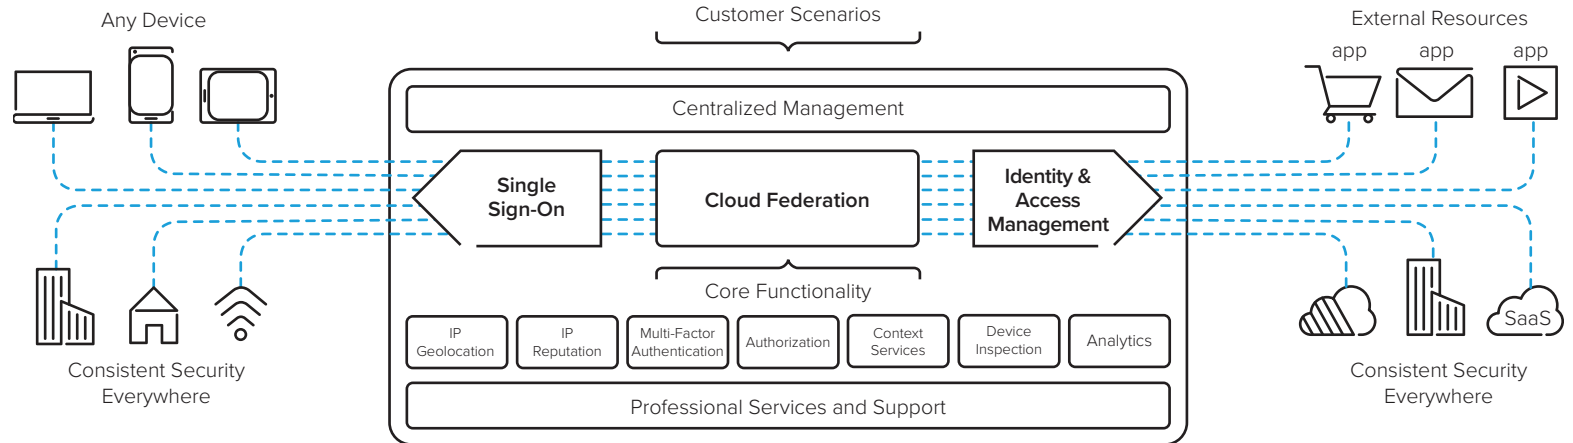 Any Device
Customer Scenarios
External Resources
app
app
app
Centralized Management
Single
Sign-On
Cloud Federation
Identity &
Access
Management
Core Functionality
IP
Geolocation
IP
Reputation
Multi-Factor
Authentication
Authorization
Context
Services
Device
Inspection
Analytics
SaaS
Consistent Security
Everywhere
Consistent Security
Everywhere
Professional Services and Support